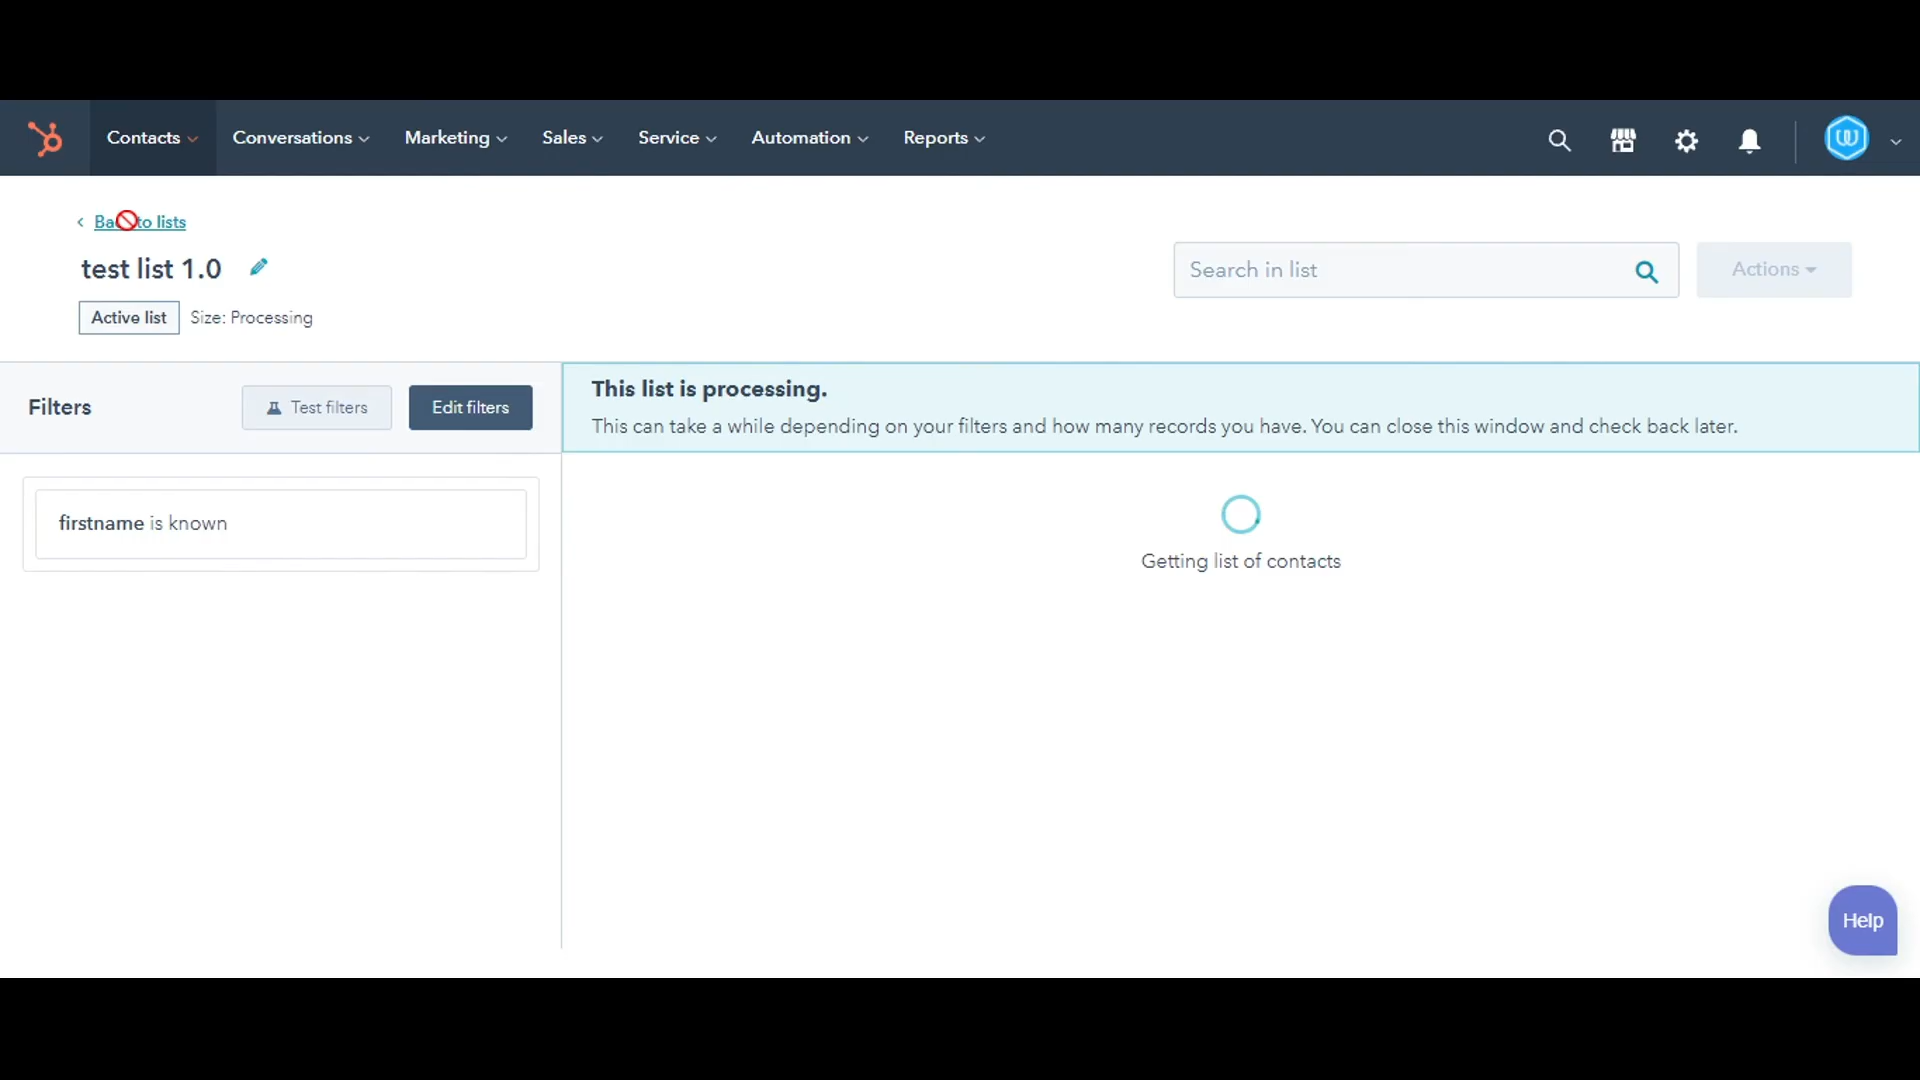 Contacts Conversations Marketing Sales Service Automation Reports
Back to lists
test list 1.0
Search in list
Actions
Active list Size: Processing
Filters
Test filters
Edit filters
This list is processing.
This can take a while depending on your filters and how many records you have. You can close this window and check back later.
firstname is known
Getting list of contacts
Help